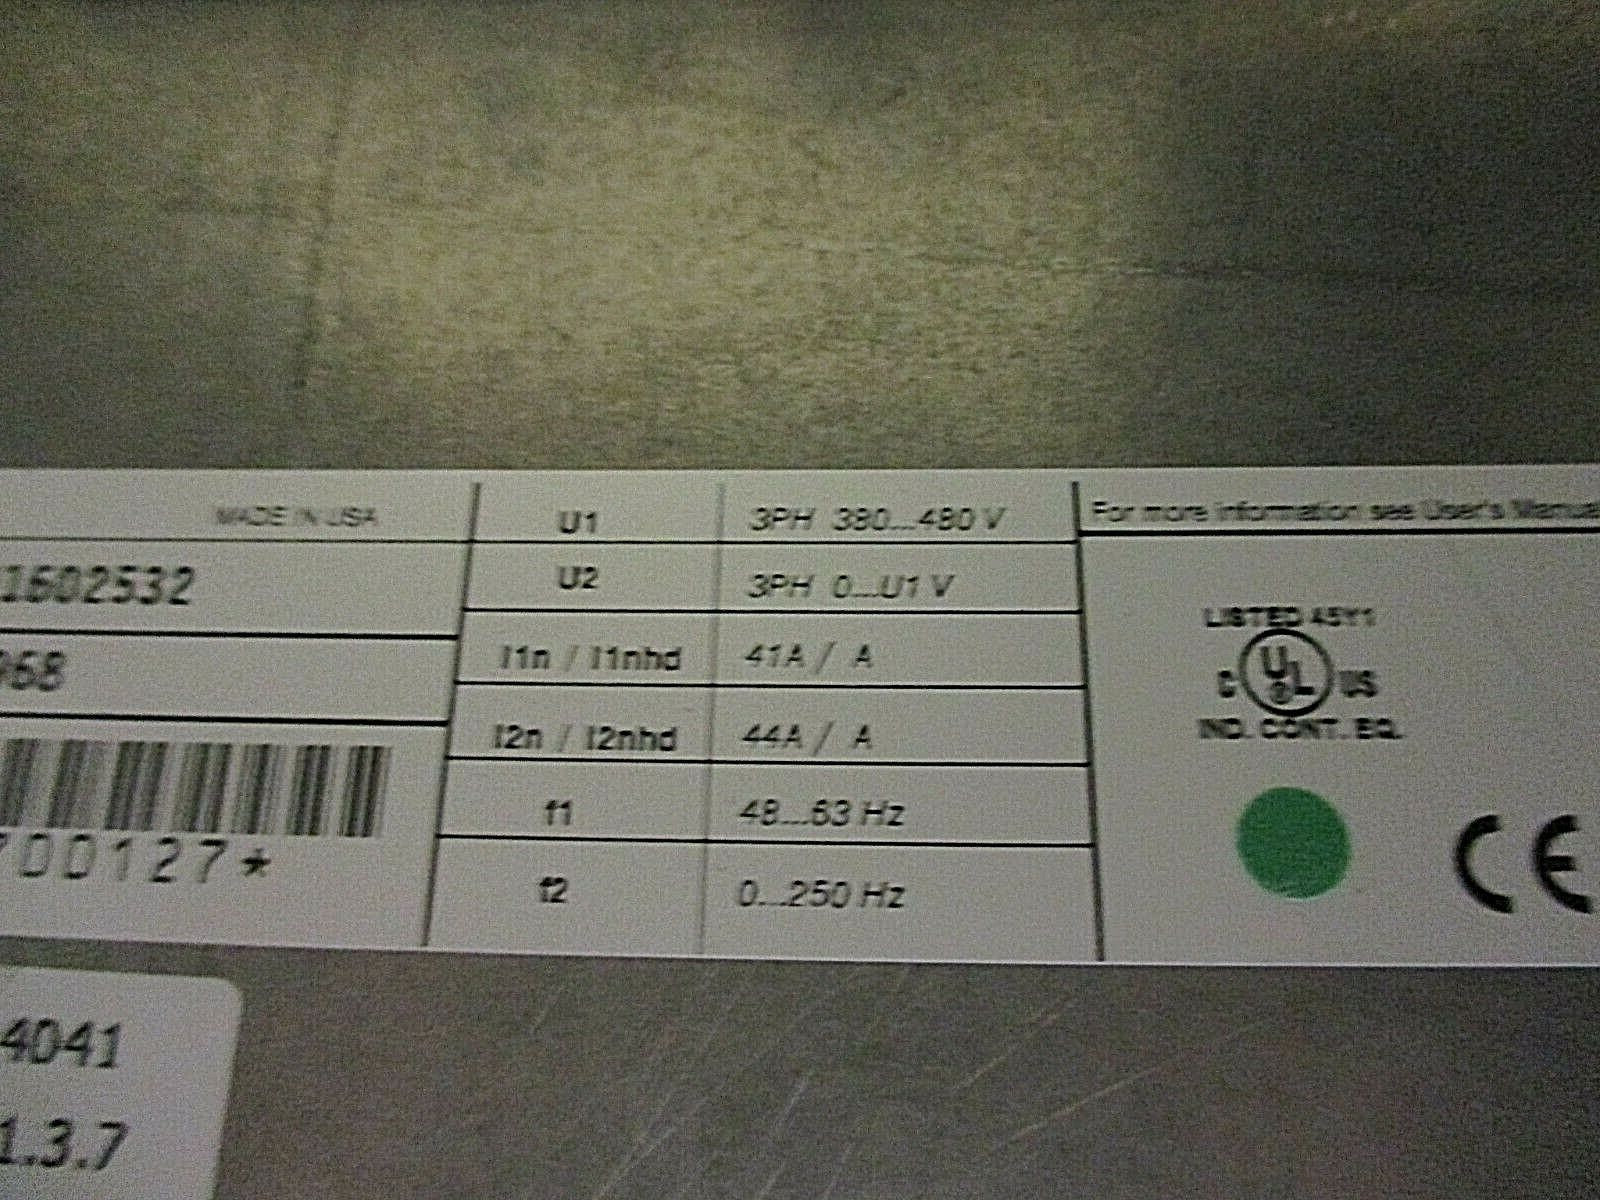 MADE IN USA
1602532
968
700127*
U1 3PH 380...480 V
U2 3PH 0...U1 V
I1n / I1nhd 41A / A
I2n / I2nhd 44A / A
f1 48...63 Hz
f2 0...250 Hz
For more information see User's Manual
LISTED 45Y1
C UL ® US
IND. CONT. EQ.
CE
4041
1.3.7